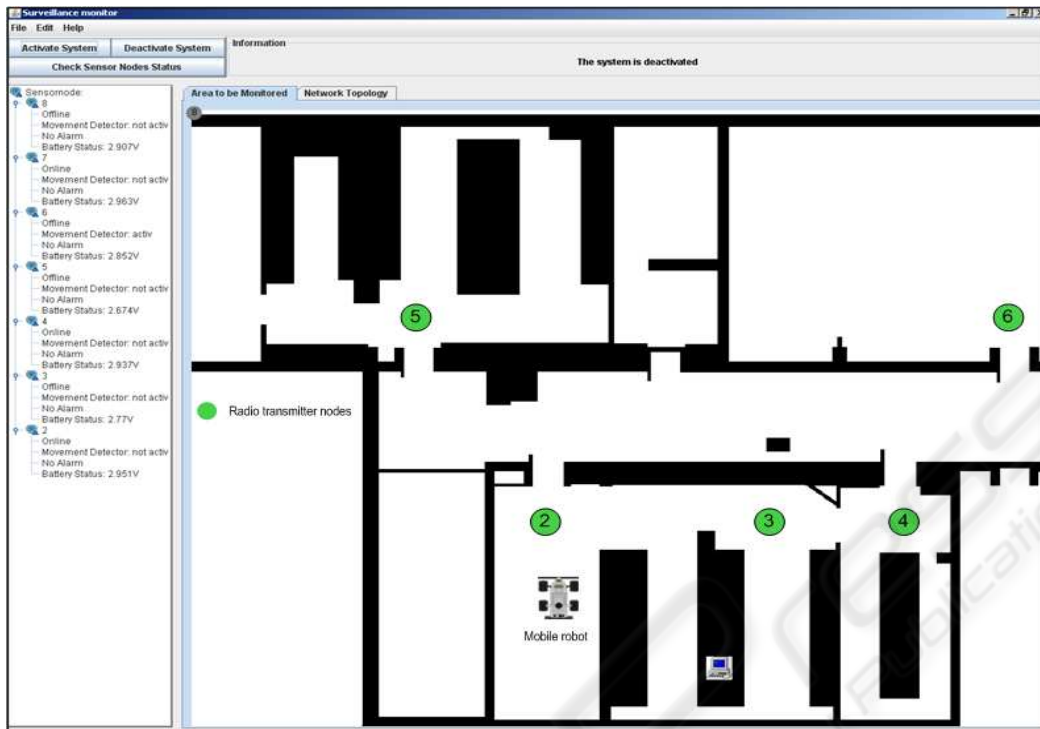 Surveillance monitor
File Edit Help
Activate System Deactivate System
Check Sensor Nodes Status
Information
The system is deactivated
Sensornode:
8
Offline
Movement Detector: not activ
No Alarm
Battery Status: 2.907V
7
Online
Movement Detector: not activ
No Alarm
Battery Status: 2.963V
6
Offline
Movement Detector: activ
No Alarm
Battery Status: 2.852V
5
Offline
Movement Detector: not activ
No Alarm
Battery Status: 2.674V
4
Online
Movement Detector: not activ
No Alarm
Battery Status: 2.937V
3
Offline
Movement Detector: not activ
No Alarm
Battery Status: 2.77V
2
Online
Movement Detector: not activ
No Alarm
Battery Status: 2.951V
Area to be Monitored Network Topology
8
5
6
Radio transmitter nodes
2
3
4
Mobile robot